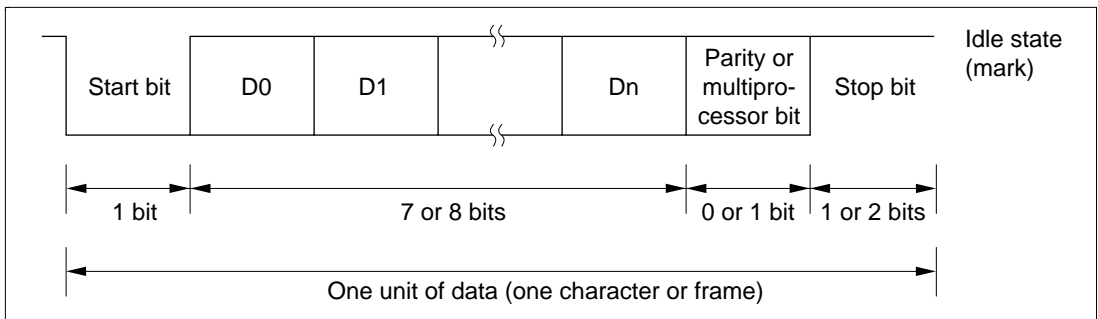 Idle state
(mark)
Start bit
D0
D1
Dn
Parity or
multipro-
cessor bit
Stop bit
1 bit
7 or 8 bits
0 or 1 bit
1 or 2 bits
One unit of data (one character or frame)